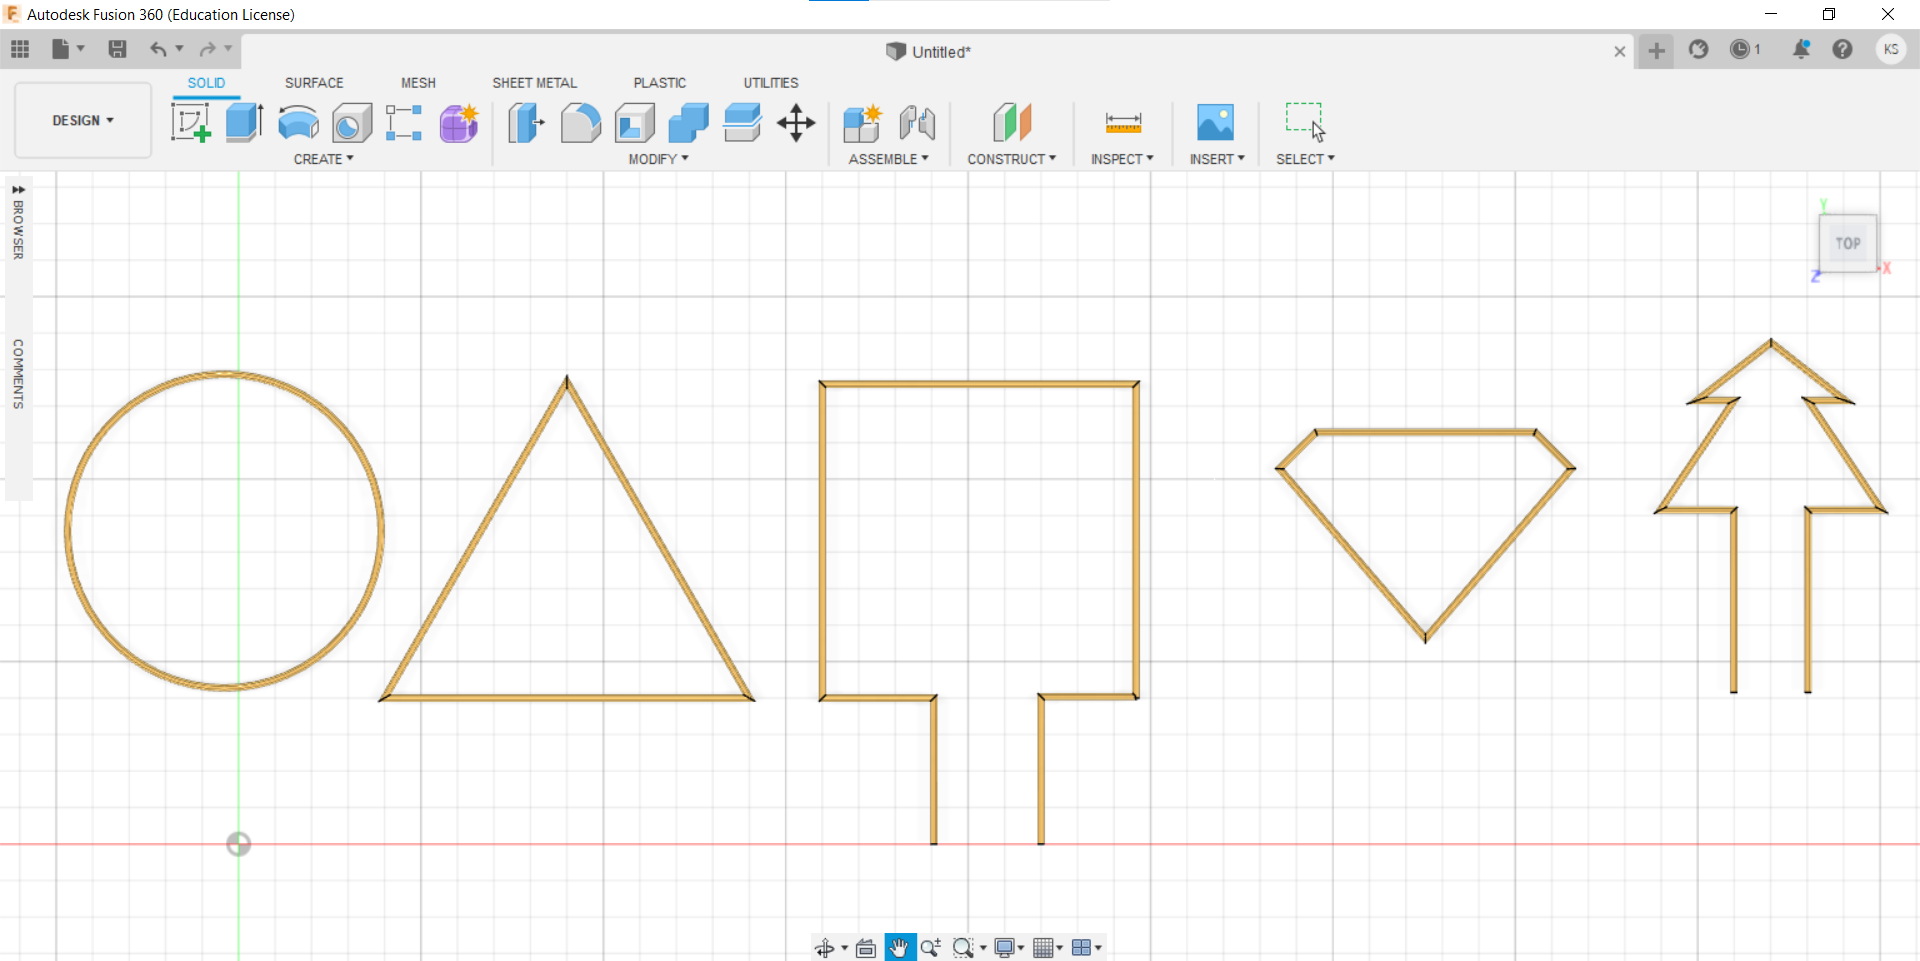 Autodesk Fusion 360 (Education License)
Untitled*
1
KS
DESIGN
SOLID
SURFACE
MESH
SHEET METAL
PLASTIC
UTILITIES
CREATE
MODIFY
ASSEMBLE
CONSTRUCT
INSPECT
INSERT
SELECT
BROWSER
COMMENTS
Y
TOP
Z
X